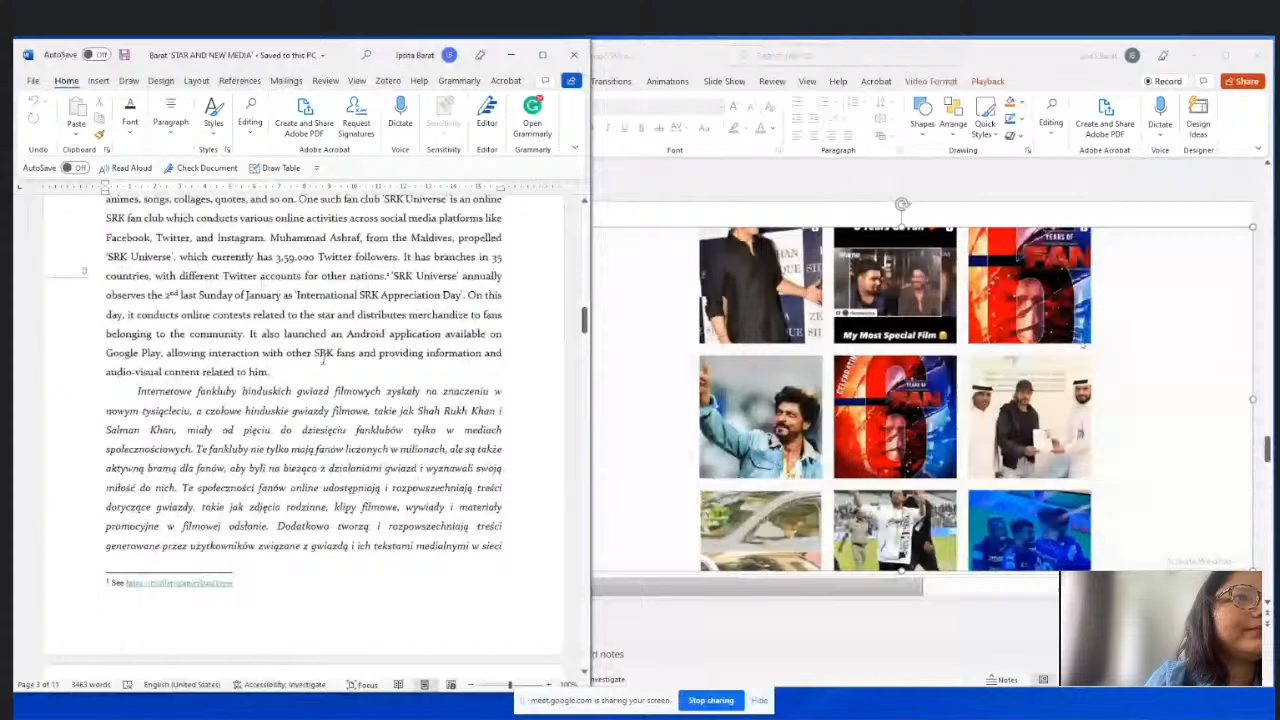 AutoSave Off Barat "STAR AND NEW MEDIA" • Saved to this PC Ipsita Barat
File Home Insert Draw Design Layout References Mailings Review View Zotero Help Grammarly Acrobat
Paste Font Paragraph Styles Editing Create and Share Adobe PDF Request Signatures Dictate Sensitivity Editor Open Grammarly
Undo Clipboard Styles Adobe Acrobat Voice Sensitivity Editor Grammarly
AutoSave Off Read Aloud Check Document Draw Table
animes, songs, collages, quotes, and so on. One such fan club 'SRK Universe' is an online
SRK fan club which conducts various online activities across social media platforms like
Facebook, Twitter, and Instagram. Muhammad Ashraf, from the Maldives, propelled
'SRK Universe', which currently has 3,59,000 Twitter followers. It has branches in 35
countries, with different Twitter accounts for other nations.¹ 'SRK Universe' annually
observes the 2nd last Sunday of January as 'International SRK Appreciation Day'. On this
day, it conducts online contests related to the star and distributes merchandize to fans
belonging to the community. It also launched an Android application available on
Google Play, allowing interaction with other SRK fans and providing information and
audio-visual content related to him.
Internetowe fankluby hinduskich gwiazd filmowych zyskały na znaczeniu w
nowym tysiącleciu, a czołowe hinduskie gwiazdy filmowe, takie jak Shah Rukh Khan i
Salman Khan, miały od pięciu do dziesięciu fanklubów tylko w mediach
społecznościowych. Te fankluby nie tylko mają fanów liczonych w milionach, ale są także
aktywną bramą dla fanów, aby byli na bieżąco z działaniami gwiazd i wyznawali swoją
miłość do nich. Te społeczności fanów online udostępniają i rozpowszechniają treści
dotyczące gwiazdy, takie jak zdjęcia rodzinne, klipy filmowe, wywiady i materiały
promocyjne w filmowej odsłonie. Dodatkowo tworzą i rozpowszechniają treści
generowane przez użytkowników związane z gwiazdą i ich tekstami medialnymi w sieci
¹ See
Page 3 of 11 3463 words English (United States) Accessibility: Investigate Focus 100%
Transitions Animations Slide Show Review View Help Acrobat Video Format Playback Record Share
Shapes Arrange Quick Styles Editing Create and Share Adobe PDF Dictate Design Ideas
Font Paragraph Drawing Adobe Acrobat Voice Designer
My Most Special Film
YEARS OF
FAN
CELEBRATING
YEARS OF
FAN
d notes
Notes
meet.google.com is sharing your screen. Stop sharing Hide